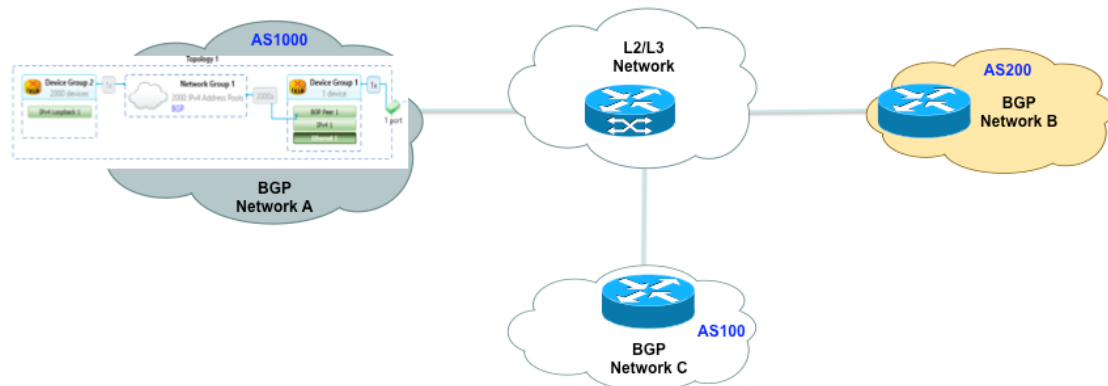 AS1000
Topology 1
Device Group 2
2000 devices
1x
IPv4 Loopback 1
Network Group 1
2000 IPv4 Address Pools
BGP
2000x
Device Group 1
1 device
1x
BGP Peer 1
IPv4 1
Ethernet 1
1 port
BGP
Network A
L2/L3
Network
AS200
BGP
Network B
AS100
BGP
Network C